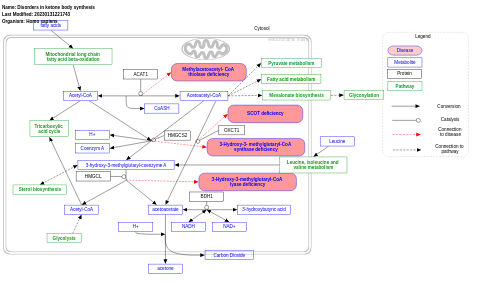 Name: Disorders in ketone body synthesis
Last Modified: 20230131221743
Organism: Homo sapiens
fatty acids
Cytosol
Legend
Disease
Metabolite
Protein
Pathway
Conversion
Catalysis
Connection
to disease
Connection to
pathway
Mitochondrial long chain
fatty acid beta-oxidation
ACAT1
Methylacetoacetyl- CoA
thiolase deficiency
Pyruvate metabolism
Fatty acid metabolism
Acetyl-CoA
Acetoacetyl-CoA
Mevalonate biosynthesis
Glycosylation
CoASH
SCOT deficiency
Tricarboxylic
acid cycle
H+
HMGCS2
OXCT1
Coenzym A
3-Hydroxy-3- methylglutaryl-CoA
synthase deficiency
Leucine
3-hydroxy-3-methylglutaryl-coenzyme A
Leucine, isoleucine and
valine metabolism
HMGCL
3-Hydroxy-3-methylglutaryl-CoA
lyase deficiency
Sterol biosynthesis
BDH1
Acetyl-CoA
acetoacetate
3-hydroxybutyric acid
H+
NADH
NAD+
Glycolysis
Carbon Dioxide
acetone